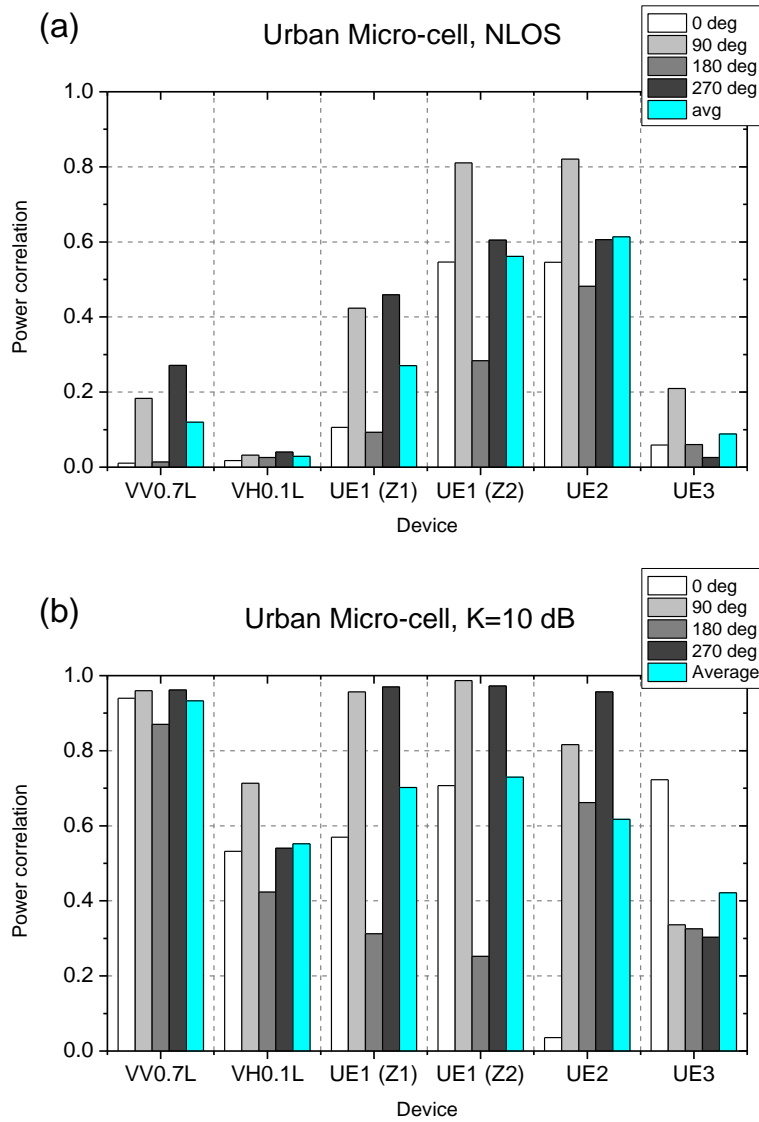 (a)
Urban Micro-cell, NLOS
0 deg
90 deg
180 deg
270 deg
avg
1.0
0.8
0.6
0.4
0.2
0.0
Power correlation
VV0.7L VH0.1L UE1 (Z1) UE1 (Z2) UE2 UE3
Device
(b)
Urban Micro-cell, K=10 dB
0 deg
90 deg
180 deg
270 deg
Average
1.0
0.8
0.6
0.4
0.2
0.0
Power correlation
VV0.7L VH0.1L UE1 (Z1) UE1 (Z2) UE2 UE3
Device